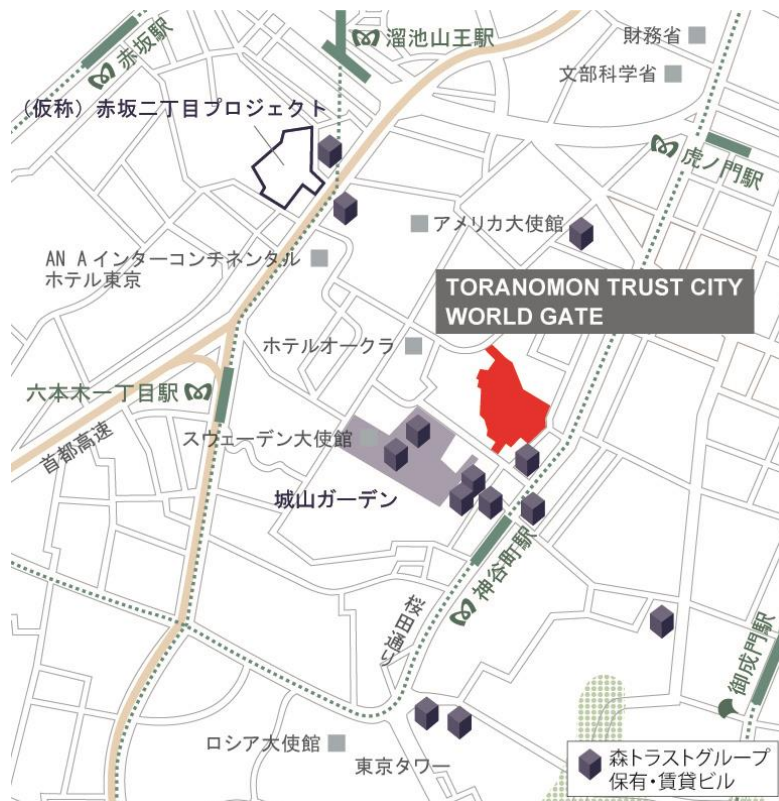 赤坂駅
溜池山王駅
財務省
文部科学省
(仮称)赤坂二丁目プロジェクト
虎ノ門駅
アメリカ大使館
AN A インターコンチネンタル
ホテル東京
TORANOMON TRUST CITY
WORLD GATE
ホテルオークラ
六本木一丁目駅
首都高速
スウェーデン大使館
城山ガーデン
神谷町駅
桜田通り
御成門駅
ロシア大使館
東京タワー
森トラストグループ
保有・賃貸ビル